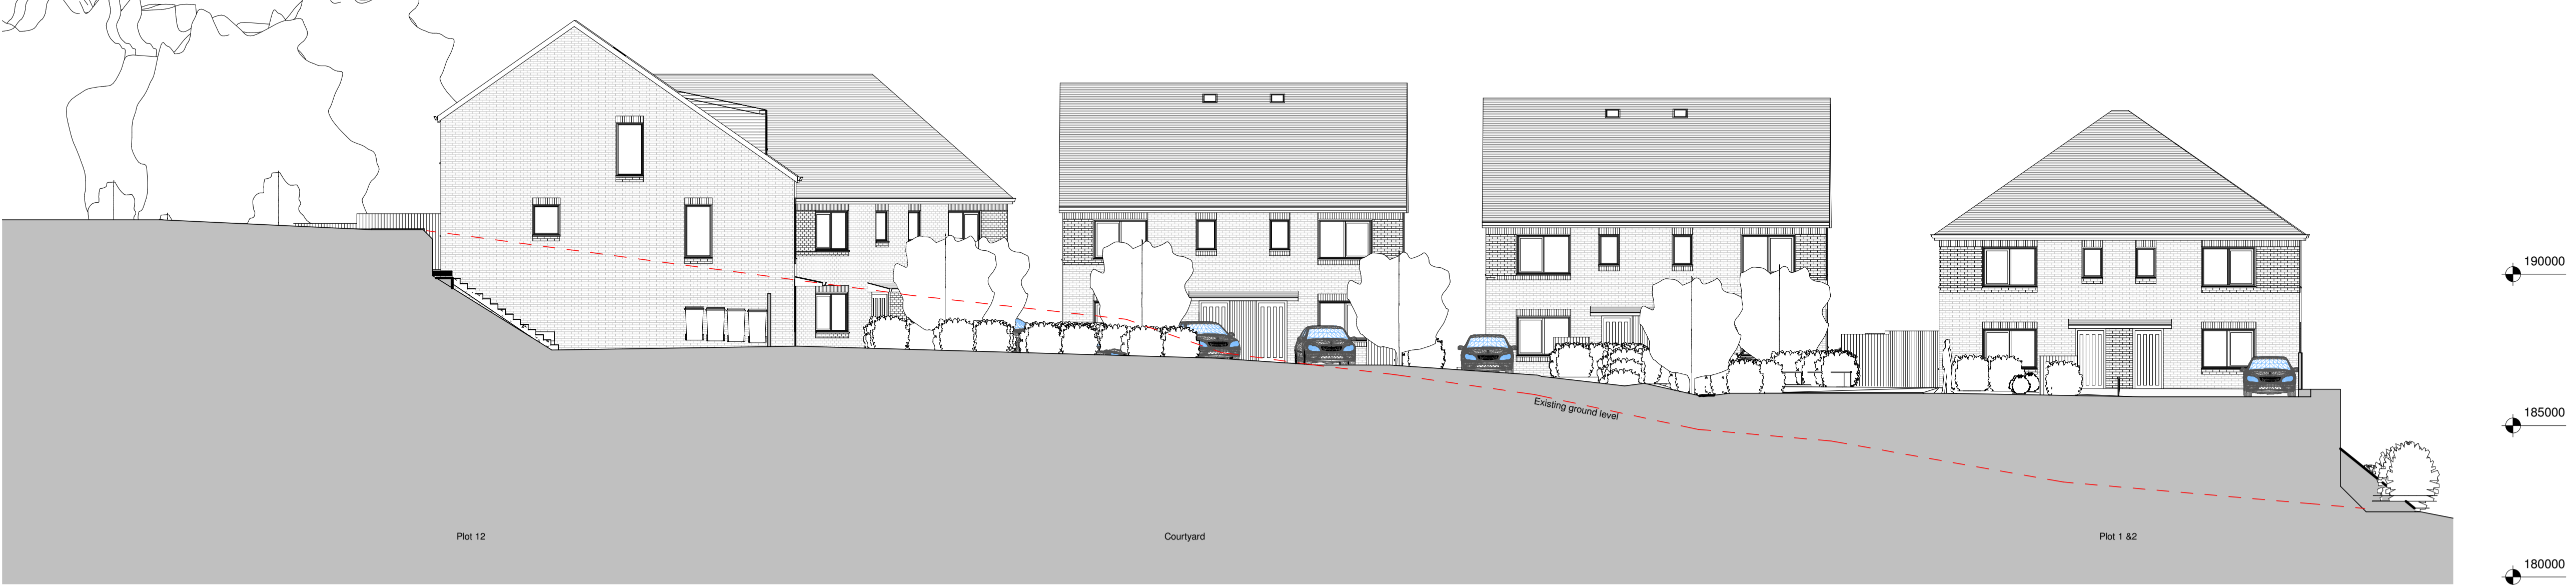 190000
Existing ground level
185000
Plot 12
Courtyard
Plot 1 &2
180000